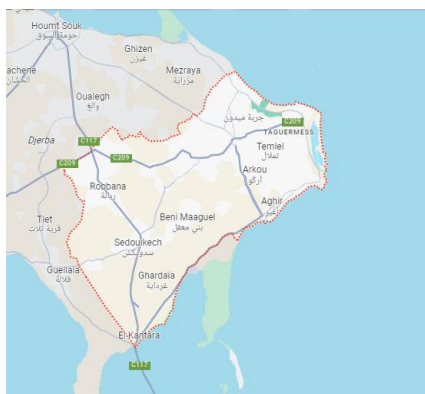 Houmt Souk
حومة السوق
Ghizen
غيزن
Mezraya
مزراية
achene
Oualegh
والغ
جربة ميدون
C209
TAGUERMESS
Djerba
C117
Temlel
تملال
C209
C209
Arkou
أركو
Robbana
ربانة
Aghir
أغير
Beni Maaguel
بني معقل
Tlet
قرية تلات
Sedouikech
سدويكش
Guellala
قلالة
Ghardaia
غرداية
El-Kantara
C117